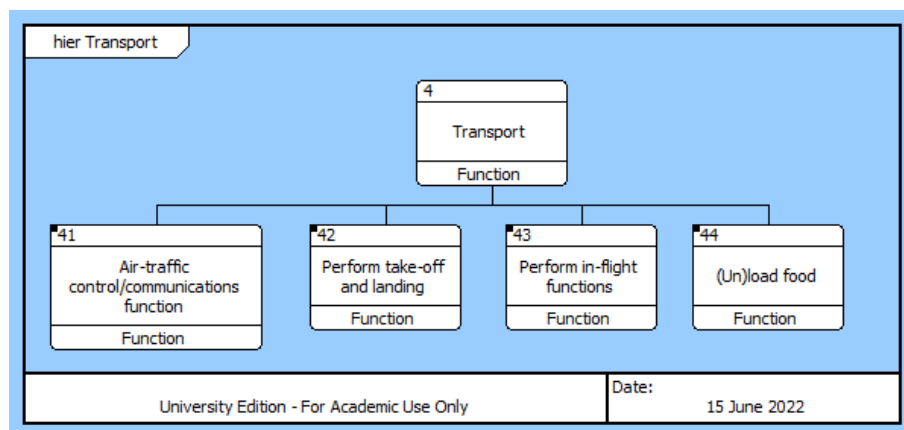 hier Transport
4
Transport
Function
41
Air-traffic
control/communications
function
Function
42
Perform take-off
and landing
Function
43
Perform in-flight
functions
Function
44
(Un)load food
Function
University Edition - For Academic Use Only
Date:
15 June 2022